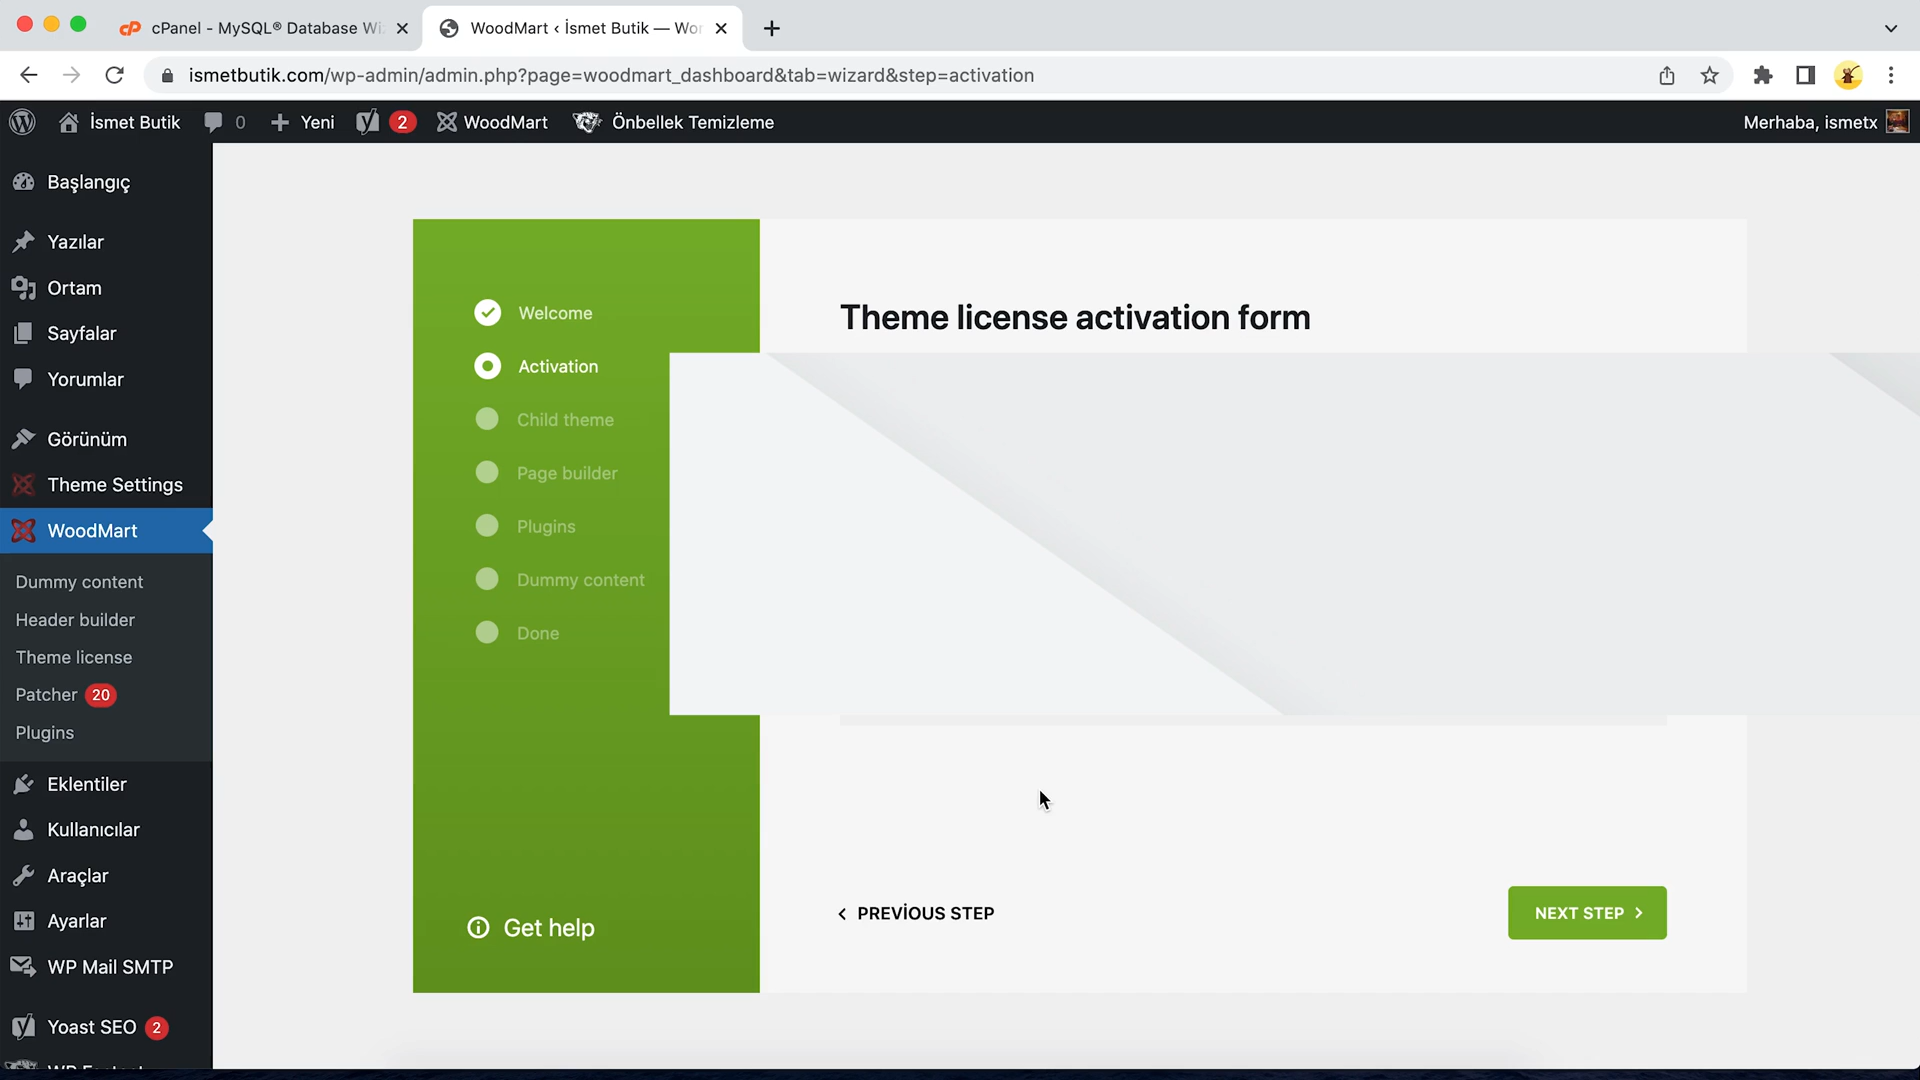 cPanel - MySQL® Database Wi
WoodMart ‹ İsmet Butik — Wor
ismetbutik.com/wp-admin/admin.php?page=woodmart_dashboard&tab=wizard&step=activation
İsmet Butik
0
Yeni
2
WoodMart
Önbellek Temizleme
Merhaba, ismetx
Başlangıç
Yazılar
Ortam
Sayfalar
Yorumlar
Görünüm
Theme Settings
WoodMart
Dummy content
Header builder
Theme license
Patcher 20
Plugins
Eklentiler
Kullanıcılar
Araçlar
Ayarlar
WP Mail SMTP
Yoast SEO 2
Welcome
Activation
Child theme
Page builder
Plugins
Dummy content
Done
Get help
Theme license activation form
PREVİOUS STEP
NEXT STEP